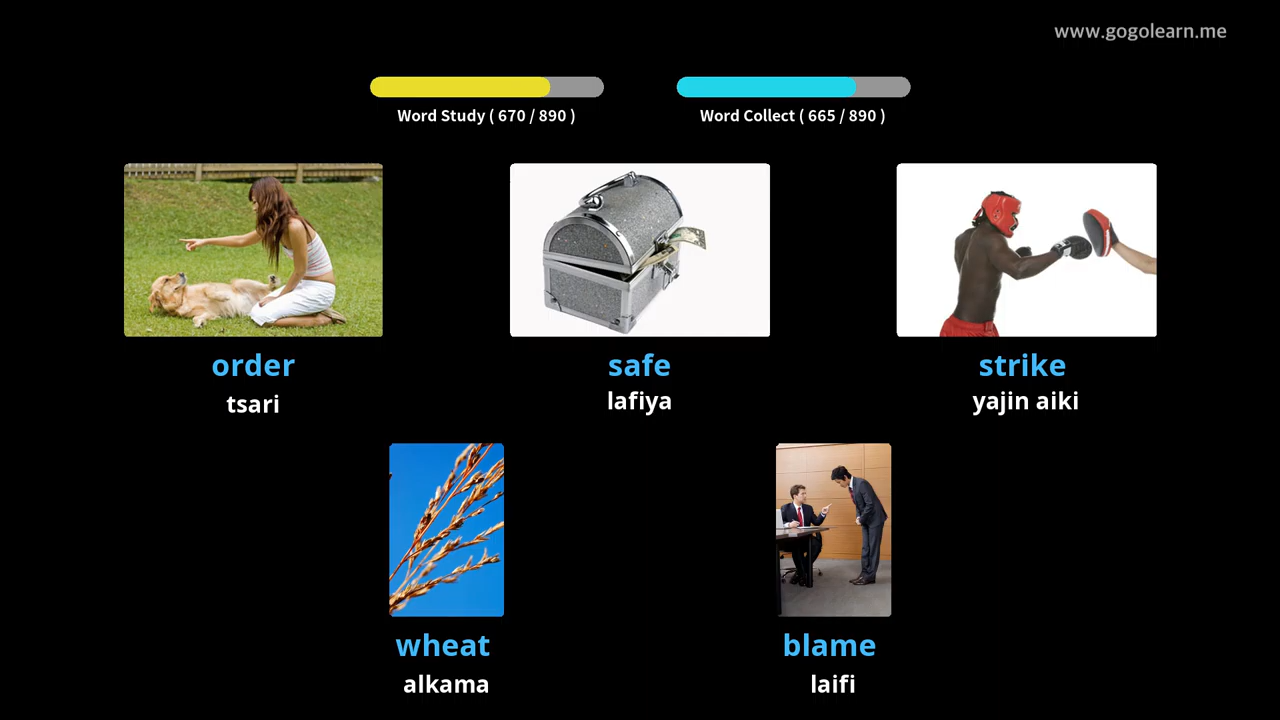 www.gogolearn.me
Word Study ( 670 / 890 )
Word Collect ( 665 / 890 )
order
tsari
safe
lafiya
strike
yajin aiki
wheat
alkama
blame
laifi